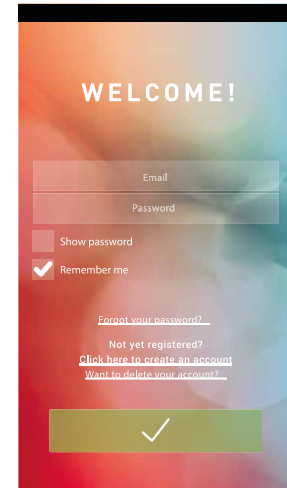 WELCOME!
Email
Password
Show password
Remember me
Forgot your password?
Not yet registered?
Click here to create an account
Want to delete your account?